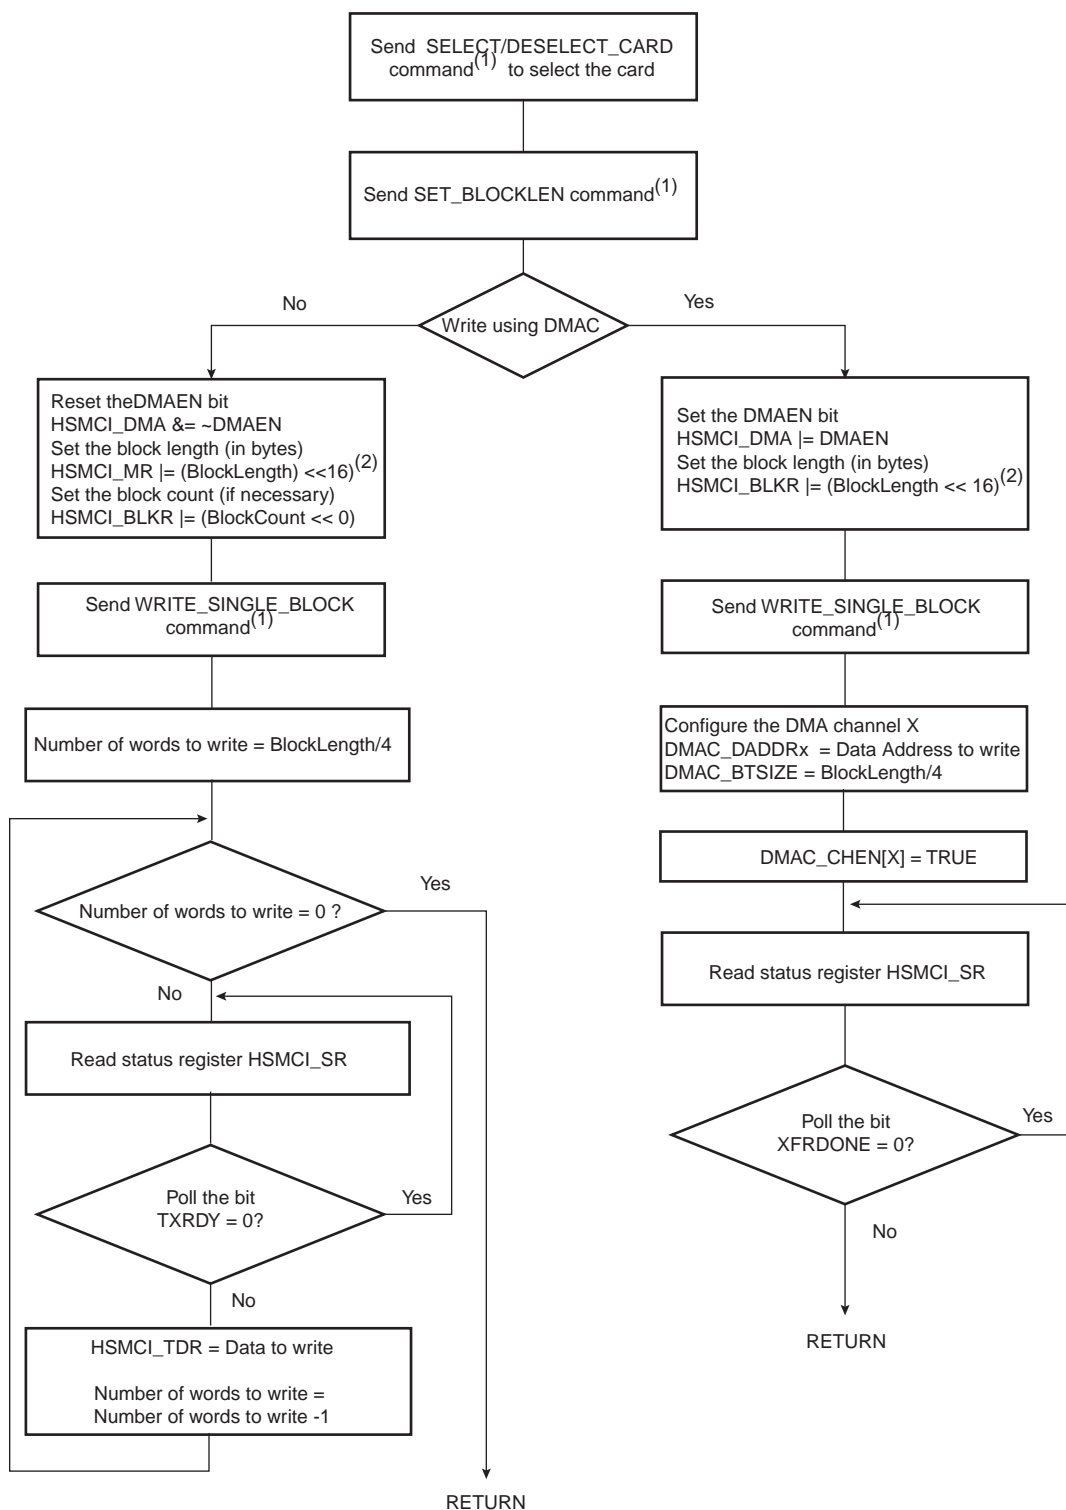 Send SELECT/DESELECT_CARD
command(1) to select the card
Send SET_BLOCKLEN command(1)
No
Yes
Write using DMAC
Reset theDMAEN bit
HSMCI_DMA &= ~DMAEN
Set the block length (in bytes)
HSMCI_MR |= (BlockLength) <<16)(2)
Set the block count (if necessary)
HSMCI_BLKR |= (BlockCount << 0)
Send WRITE_SINGLE_BLOCK
command(1)
Number of words to write = BlockLength/4
Number of words to write = 0 ?
Yes
No
Read status register HSMCI_SR
Poll the bit
TXRDY = 0?
Yes
No
HSMCI_TDR = Data to write
Number of words to write =
Number of words to write -1
RETURN
Set the DMAEN bit
HSMCI_DMA |= DMAEN
Set the block length (in bytes)
HSMCI_BLKR |= (BlockLength << 16)(2)
Send WRITE_SINGLE_BLOCK
command(1)
Configure the DMA channel X
DMAC_DADDRx = Data Address to write
DMAC_BTSIZE = BlockLength/4
DMAC_CHEN[X] = TRUE
Read status register HSMCI_SR
Poll the bit
XFRDONE = 0?
Yes
No
RETURN